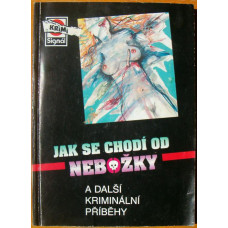 KRIMI
Signál
JAK SE CHODÍ OD
NEBOŽKY
A DALŠÍ
KRIMINÁLNÍ
PŘÍBĚHY